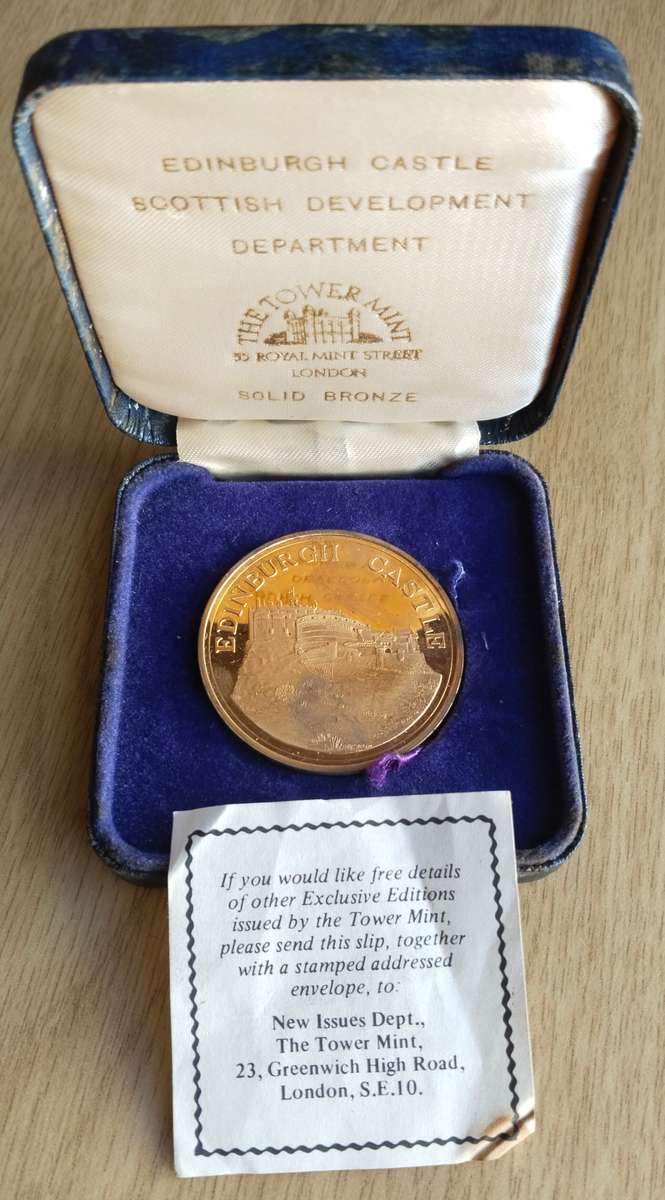 EDINBURGH CASTLE
SCOTTISH DEVELOPMENT
DEPARTMENT
THE TOWER MINT
55 ROYAL MINT STREET
LONDON
SOLID BRONZE
EDINBURGH CASTLE
If you would like free details
of other Exclusive Editions
issued by the Tower Mint,
please send this slip, together
with a stamped addressed
envelope, to:
New Issues Dept.,
The Tower Mint,
23, Greenwich High Road,
London, S.E.10.